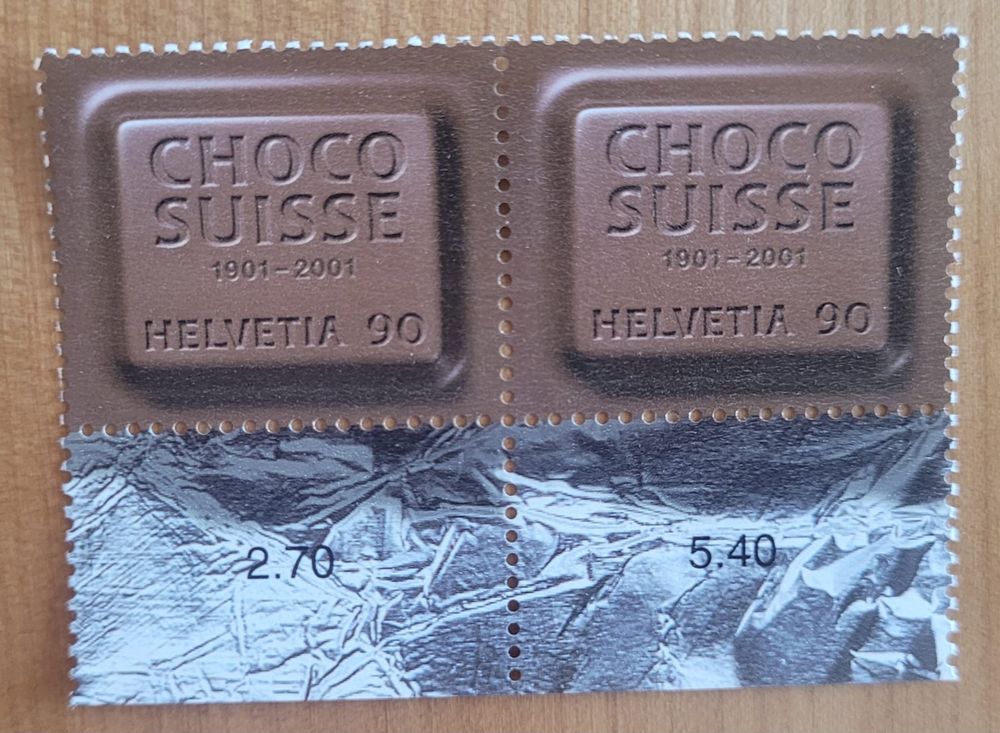 CHOCO
SUISSE
1901-2001
HELVETIA 90
CHOCO
SUISSE
1901-2001
HELVETIA 90
2.70
5.40